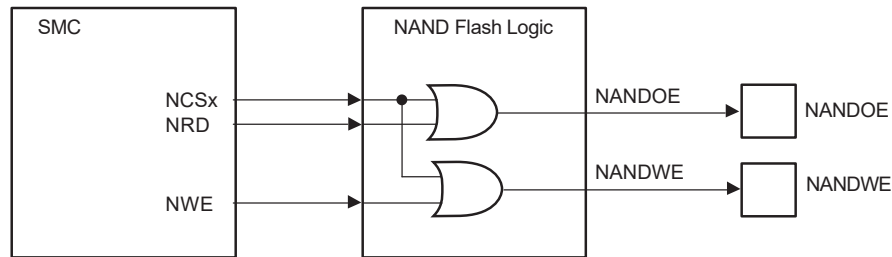 SMC
NAND Flash Logic
NCSx
NRD
NWE
NANDOE
NANDOE
NANDWE
NANDWE